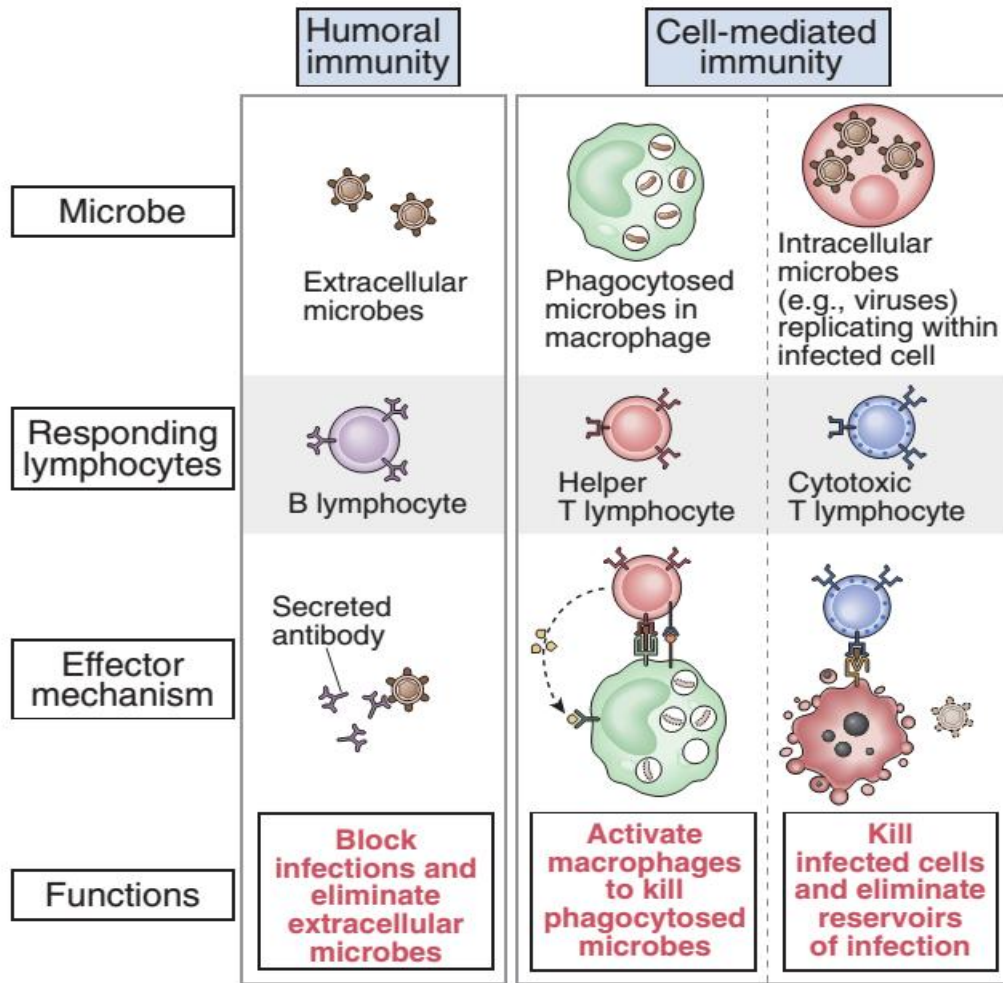 Humoral
immunity
Cell-mediated
immunity
Microbe
Extracellular
microbes
Phagocytosed
microbes in
macrophage
Intracellular
microbes
(e.g., viruses)
replicating within
infected cell
Responding
lymphocytes
B lymphocyte
Helper
T lymphocyte
Cytotoxic
T lymphocyte
Effector
mechanism
Secreted
antibody
Functions
Block
infections and
eliminate
extracellular
microbes
Activate
macrophages
to kill
phagocytosed
microbes
Kill
infected cells
and eliminate
reservoirs
of infection